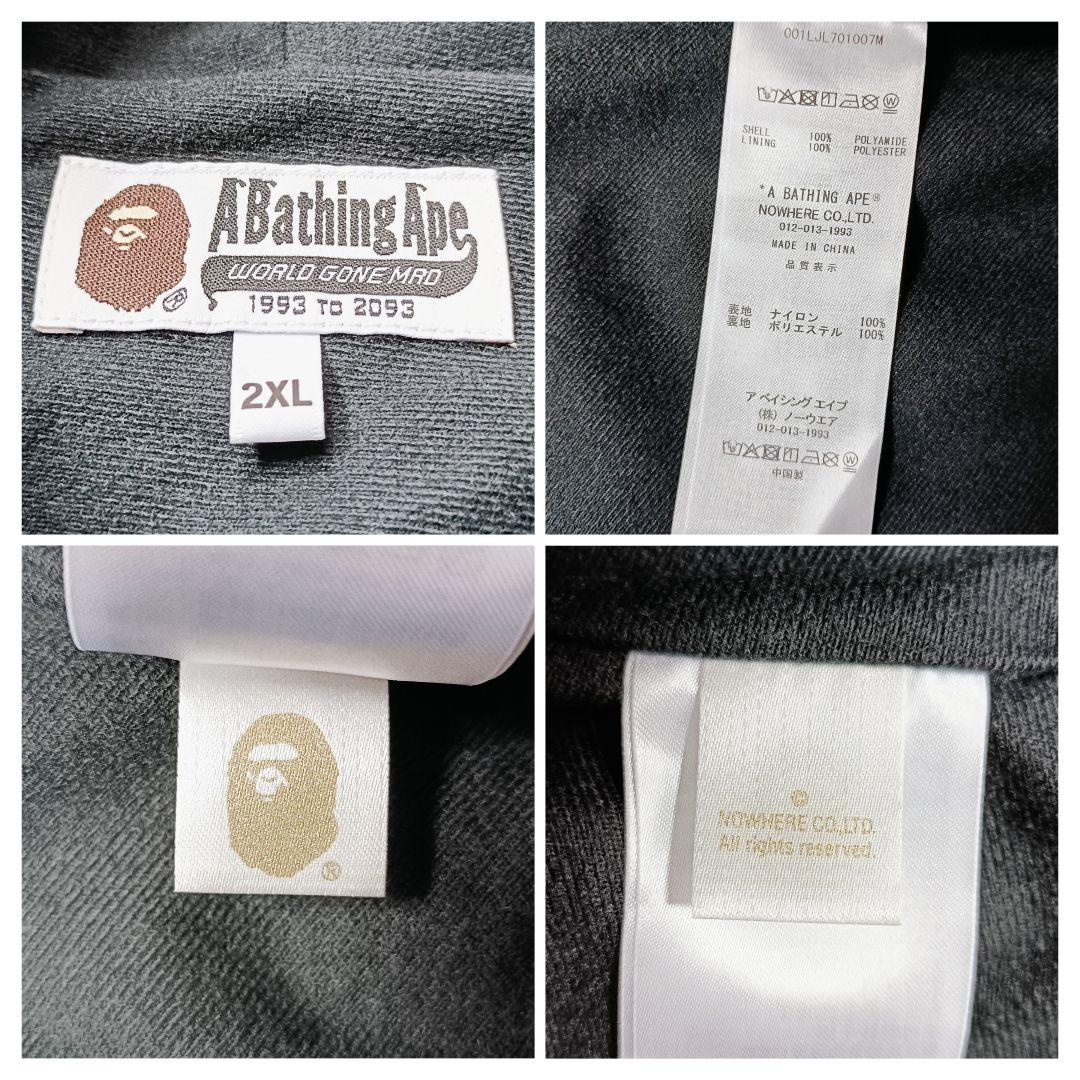 A Bathing Ape
WORLD GONE MAD
1993 TO 2093
2XL
001LJL701007M
SHELL 100% POLYAMIDE
LINING 100% POLYESTER
*A BATHING APE®
NOWHERE CO.,LTD.
012-013-1993
MADE IN CHINA
品質表示
表地 ナイロン 100%
裏地 ポリエステル 100%
アベイシングエイプ
(株) ノーウエア
012-013-1993
中国製
®
©
NOWHERE CO.,LTD.
All rights reserved.